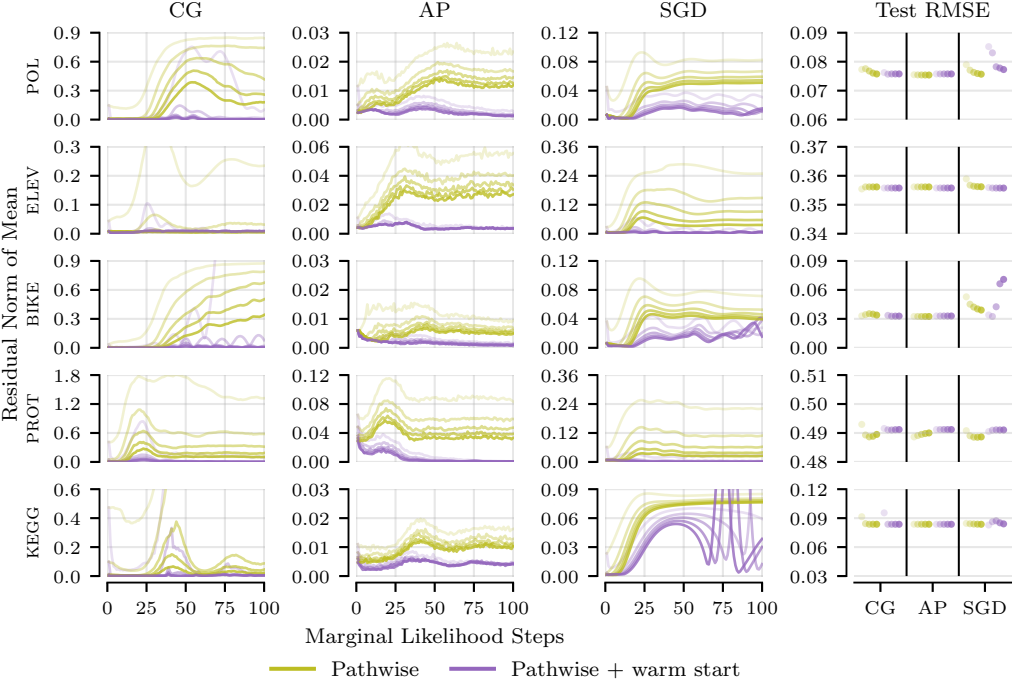 CG AP SGD Test RMSE
Residual Norm of Mean
POL
0.9 0.6 0.3 0.0
0.03 0.02 0.01 0.00
0.12 0.08 0.04 0.00
0.09 0.08 0.06 0.06
ELEV
0.3 0.2 0.1 0.0
0.06 0.04 0.02 0.00
0.36 0.24 0.12 0.00
0.37 0.36 0.35 0.34
BIKE
0.9 0.6 0.3 0.0
0.03 0.02 0.01 0.00
0.12 0.08 0.04 0.00
0.09 0.06 0.03 0.00
PROT
1.8 1.2 0.6 0.0
0.12 0.08 0.04 0.00
0.36 0.24 0.12 0.00
0.51 0.50 0.49 0.48
KEGG
0.6 0.4 0.2 0.0
0.03 0.02 0.01 0.00
0.09 0.06 0.03 0.00
0.12 0.09 0.06 0.03
0 25 50 75 100
0 25 50 75 100
0 25 50 75 100
CG AP SGD
Marginal Likelihood Steps
Pathwise Pathwise + warm start